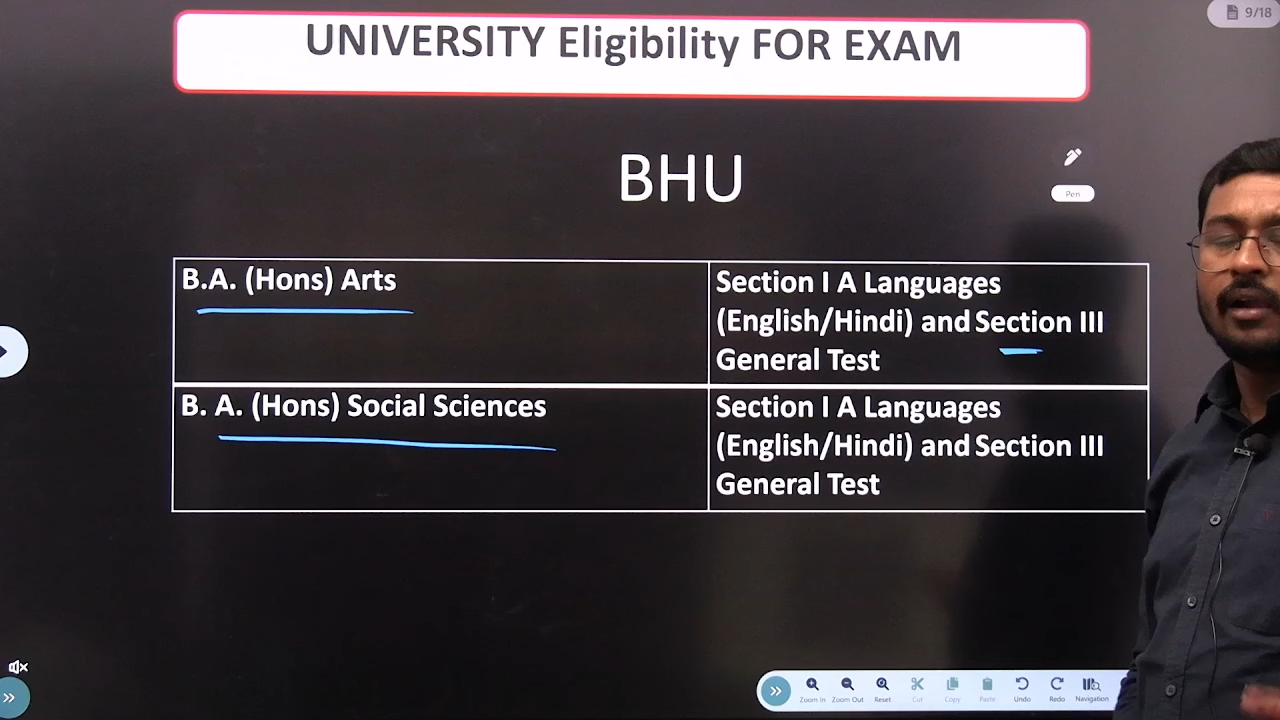 9/18
UNIVERSITY Eligibility FOR EXAM
BHU
Pen
B.A. (Hons) Arts
Section I A Languages
(English/Hindi) and Section III
General Test
B. A. (Hons) Social Sciences
Section I A Languages
(English/Hindi) and Section III
General Test
Zoom In Zoom Out Reset Cut Copy Paste Undo Redo Navigation